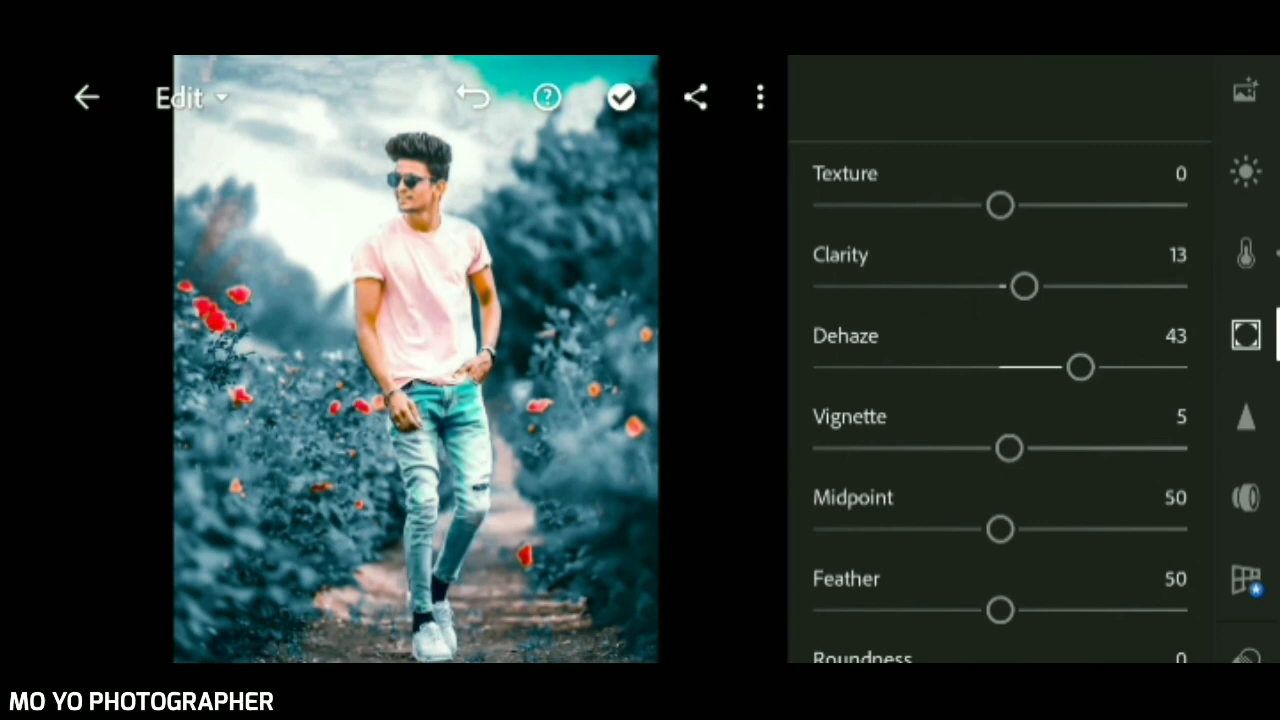 Edit
Texture 0
Clarity 13
Dehaze 43
Vignette 5
Midpoint 50
Feather 50
Roundness 0
MO YO PHOTOGRAPHER